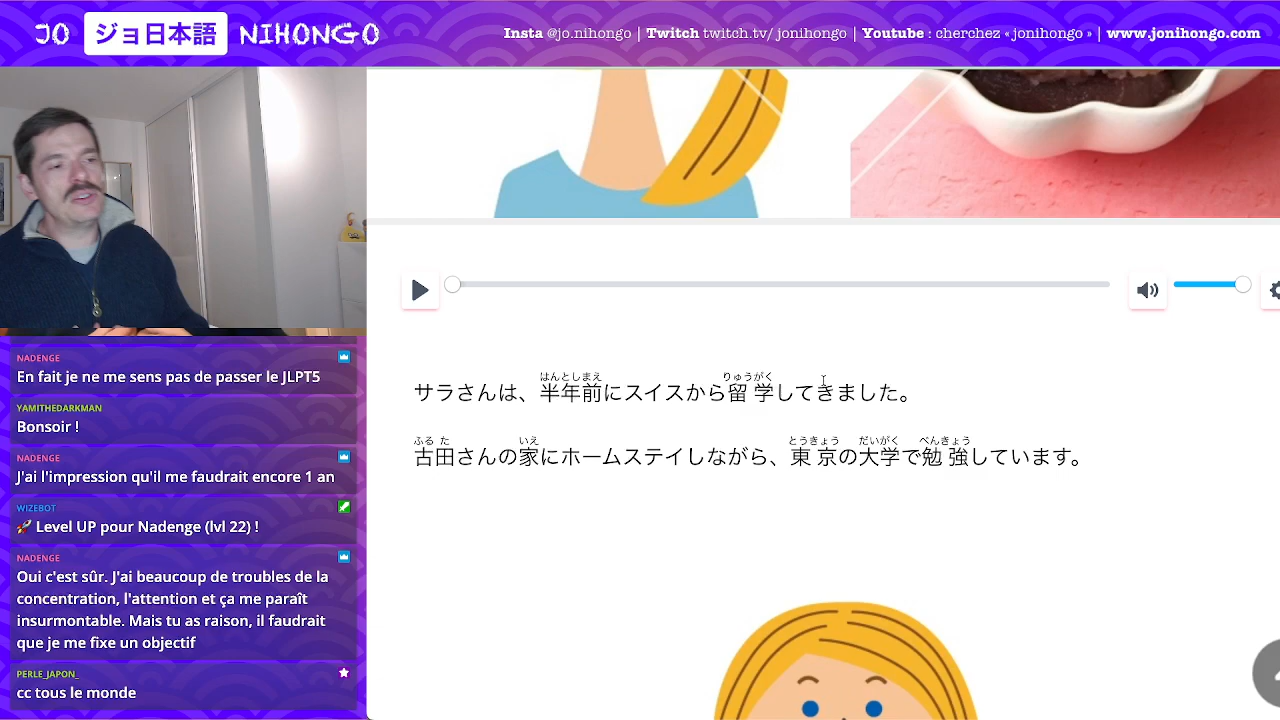 JO ジョ日本語 NIHONGO
Insta @jo.nihongo | Twitch twitch.tv/ jonihongo | Youtube : cherchez « jonihongo » | www.jonihongo.com
NADENGE
En fait je ne me sens pas de passer le JLPT5
YAMITHEDARKMAN
Bonsoir !
NADENGE
J'ai l'impression qu'il me faudrait encore 1 an
WIZEBOT
🚀 Level UP pour Nadenge (lvl 22) !
NADENGE
Oui c'est sûr. J'ai beaucoup de troubles de la
concentration, l'attention et ça me paraît
insurmontable. Mais tu as raison, il faudrait
que je me fixe un objectif
PERLE_JAPON_
cc tous le monde
はんとしまえ りゅうがく
サラさんは、半年前にスイスから留学してきました。
ふる た いえ とうきょう だいがく べんきょう
古田さんの家にホームステイしながら、東京の大学で勉強しています。